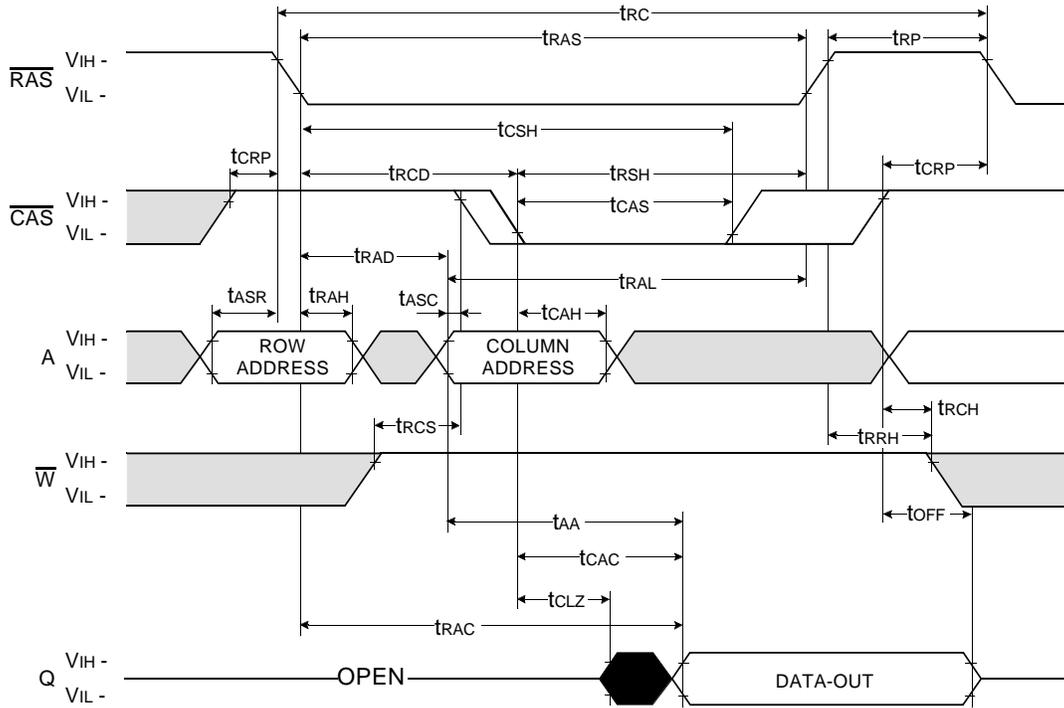 tRC
tRAS
tRP
RAS
VIH -
VIL -
tCSH
tCRP
tRCD
tRSH
tCRP
CAS
VIH -
VIL -
tCAS
tRAD
tRAL
tASR
tRAH
tASC
tCAH
A
VIH -
VIL -
ROW
ADDRESS
COLUMN
ADDRESS
tRCS
tRCH
tRRH
W
VIH -
VIL -
tAA
tOFF
tCAC
tCLZ
tRAC
Q
VIH -
VIL -
OPEN
DATA-OUT